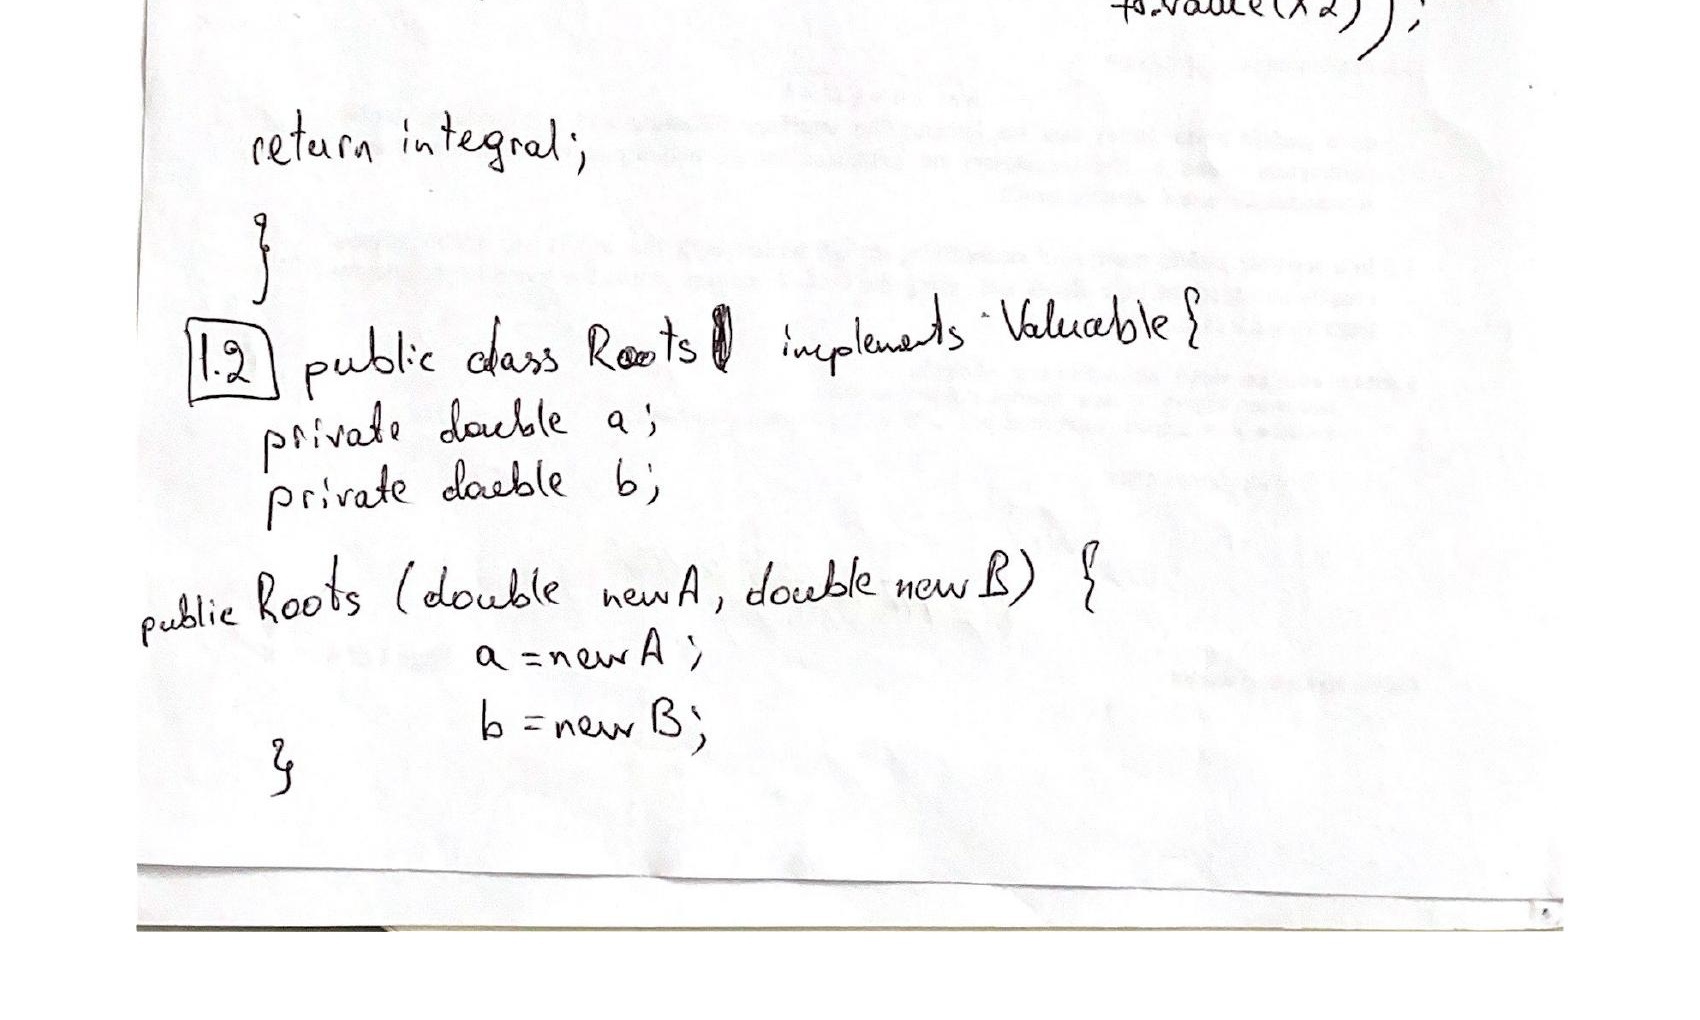 fs.value(x2));
return integral;
}
1.2 public class Roots implements Valuable {
private double a;
private double b;
public Roots (double newA, double newB) {
a = newA;
b = newB;
}